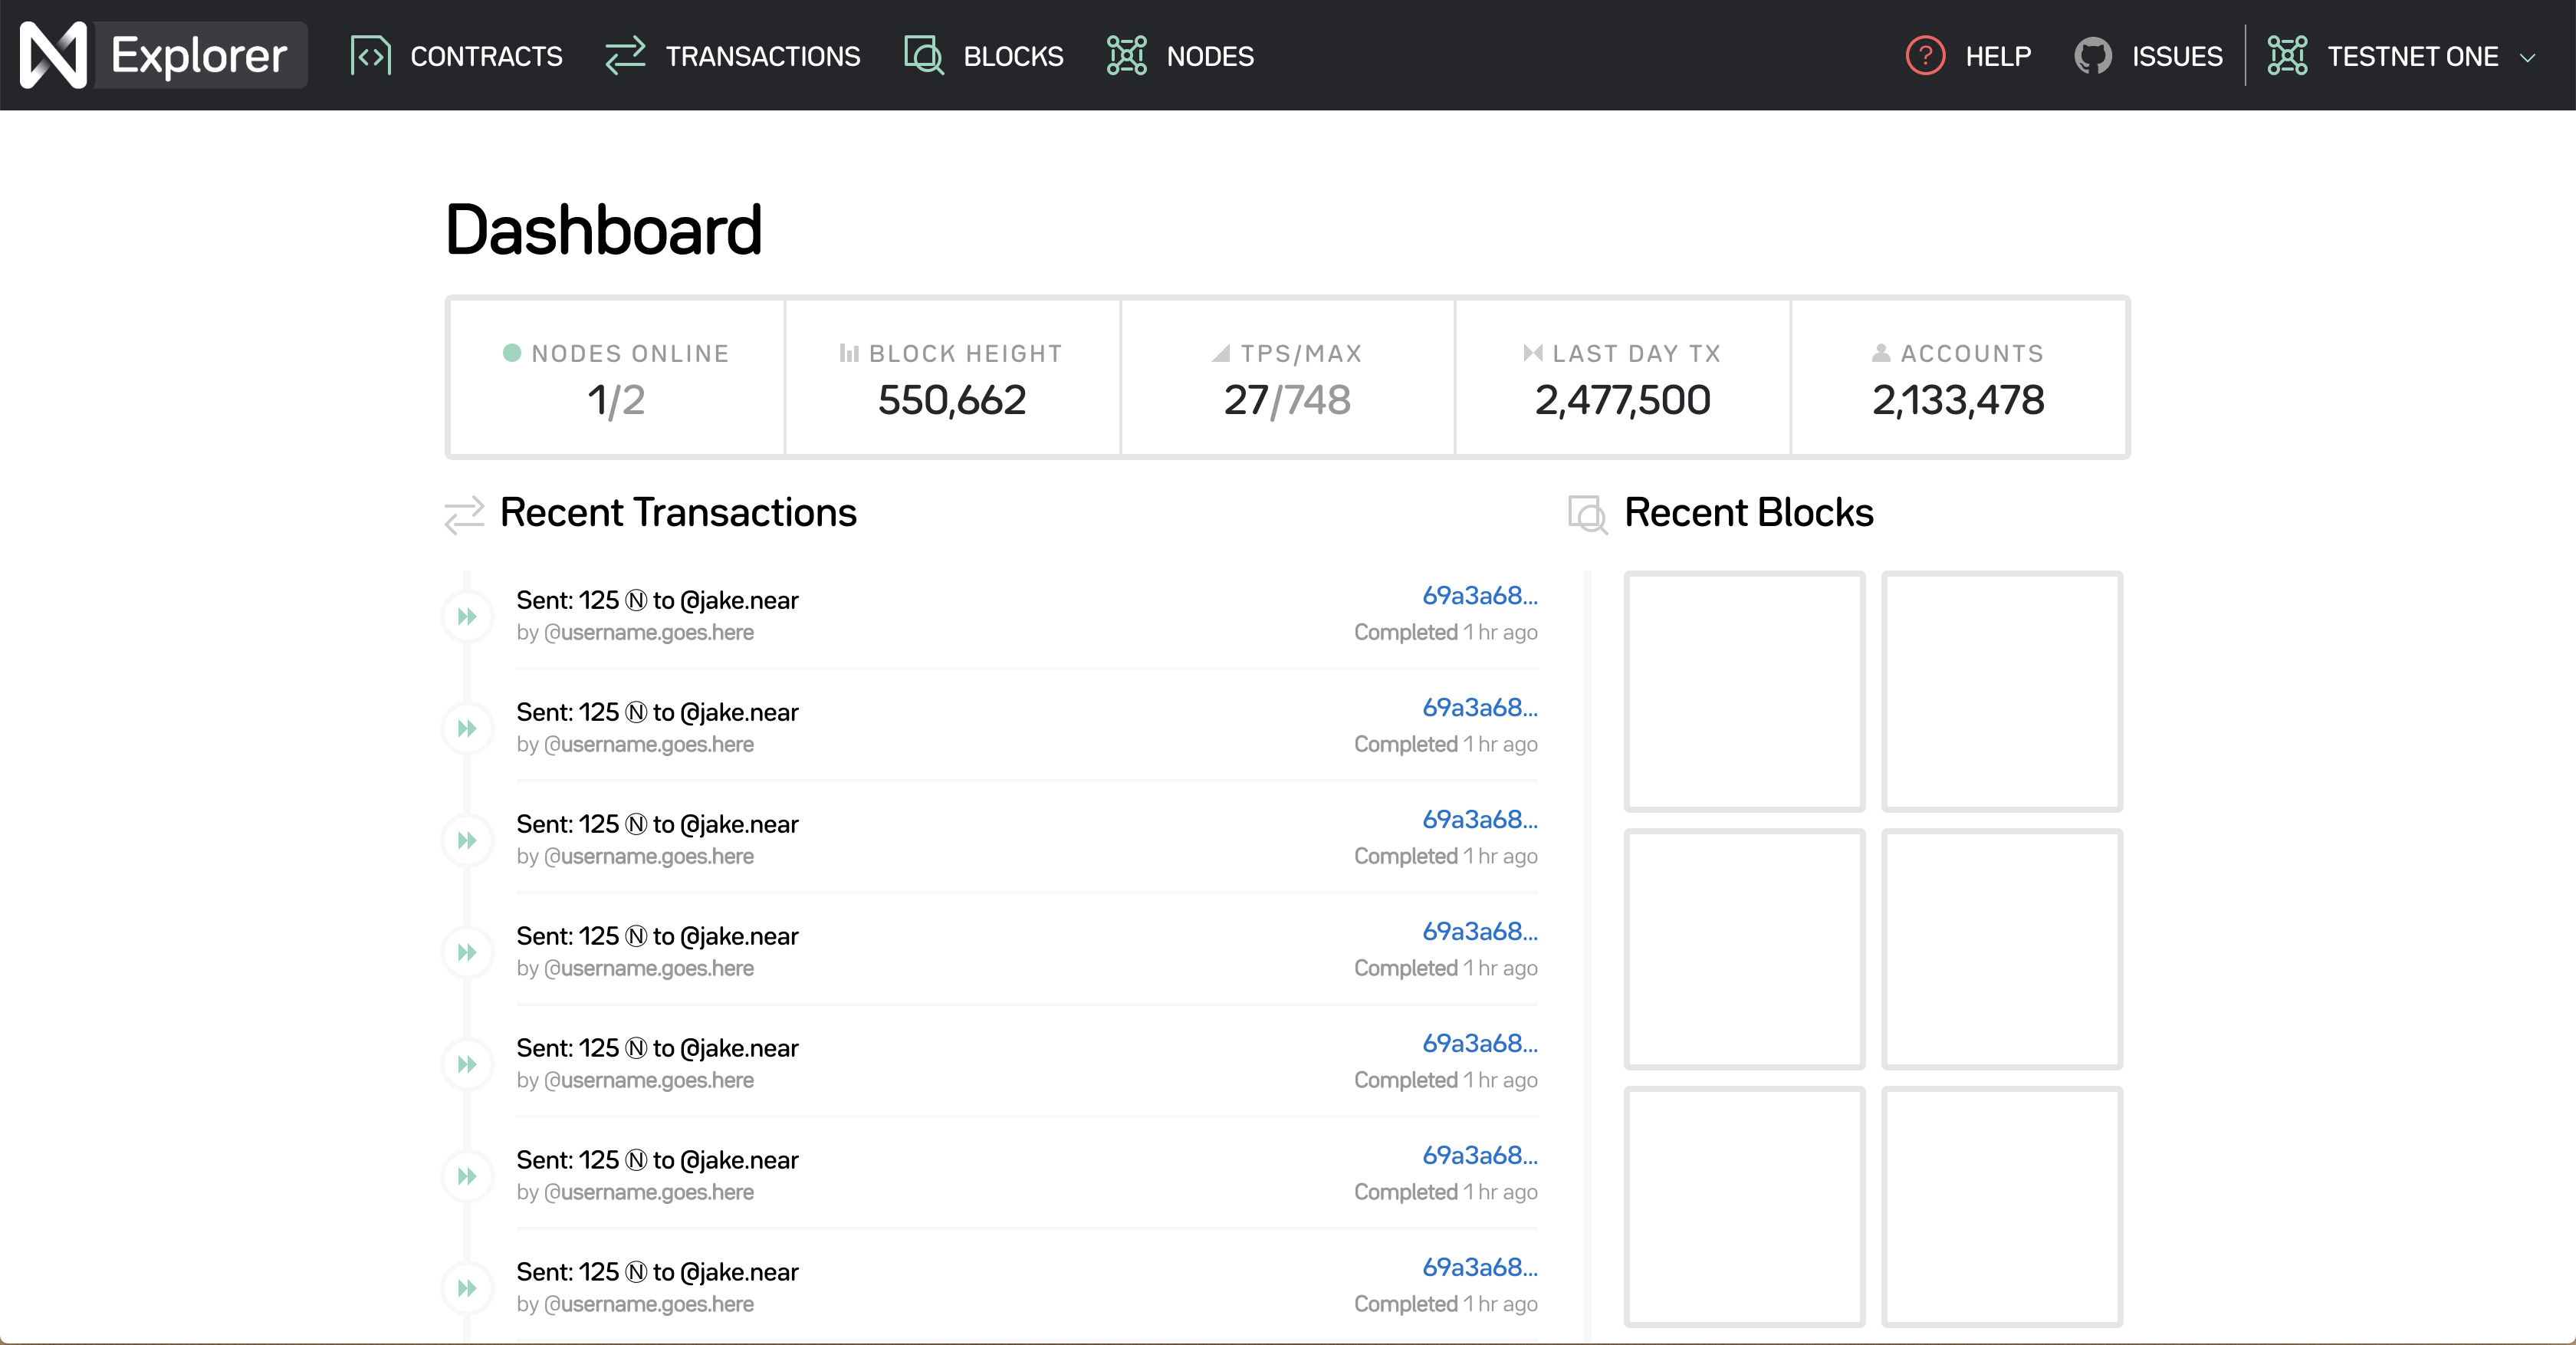 Explorer CONTRACTS TRANSACTIONS BLOCKS NODES HELP ISSUES TESTNET ONE
Dashboard
NODES ONLINE
1/2
BLOCK HEIGHT
550,662
TPS/MAX
27/748
LAST DAY TX
2,477,500
ACCOUNTS
2,133,478
Recent Transactions
Sent: 125 Ⓝ to @jake.near 69a3a68...
by @username.goes.here Completed 1 hr ago
Sent: 125 Ⓝ to @jake.near 69a3a68...
by @username.goes.here Completed 1 hr ago
Sent: 125 Ⓝ to @jake.near 69a3a68...
by @username.goes.here Completed 1 hr ago
Sent: 125 Ⓝ to @jake.near 69a3a68...
by @username.goes.here Completed 1 hr ago
Sent: 125 Ⓝ to @jake.near 69a3a68...
by @username.goes.here Completed 1 hr ago
Sent: 125 Ⓝ to @jake.near 69a3a68...
by @username.goes.here Completed 1 hr ago
Sent: 125 Ⓝ to @jake.near 69a3a68...
by @username.goes.here Completed 1 hr ago
Recent Blocks